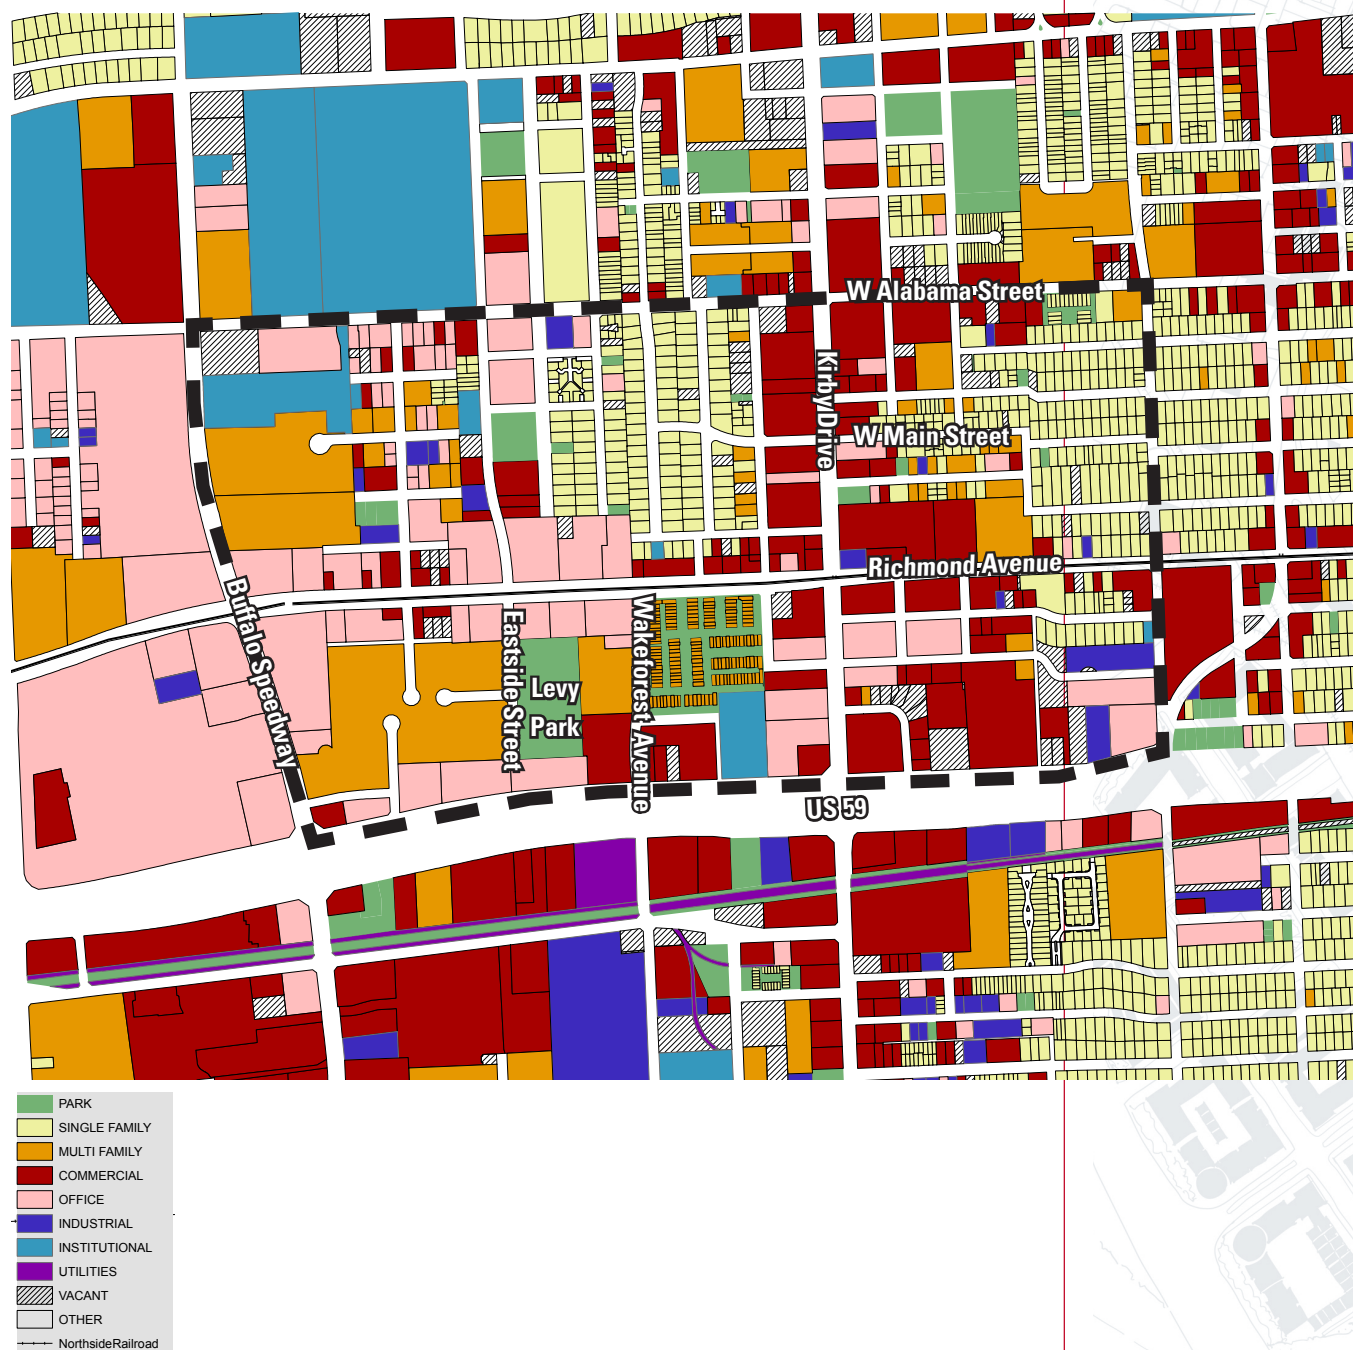 W Alabama Street
Kirby Drive
W Main Street
Richmond Avenue
Buffalo Speedway
Eastside Street
Wakeforest Avenue
Levy
Park
US 59
PARK
SINGLE FAMILY
MULTI FAMILY
COMMERCIAL
OFFICE
INDUSTRIAL
INSTITUTIONAL
UTILITIES
VACANT
OTHER
NorthsideRailroad